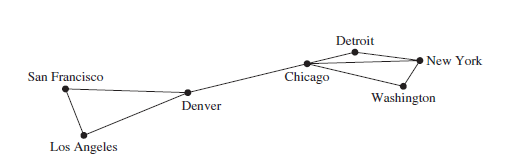 Detroit
New York
San Francisco
Chicago
Washington
Denver
Los Angeles